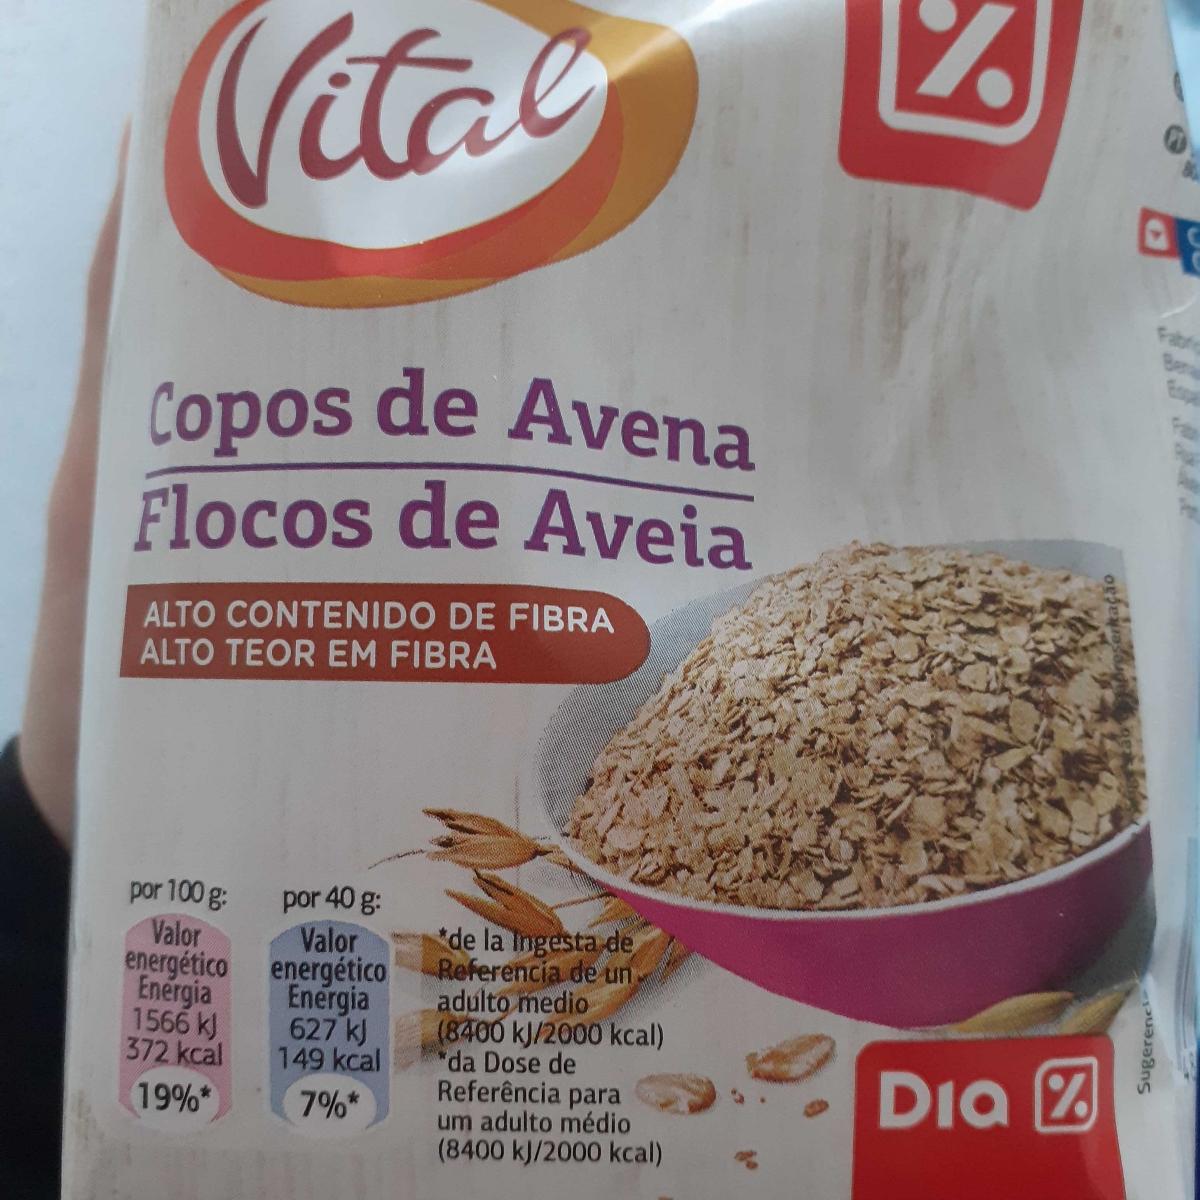 Vital
%
Copos de Avena
Flocos de Aveia
ALTO CONTENIDO DE FIBRA
ALTO TEOR EM FIBRA
por 100 g:
Valor
energético
Energia
1566 kJ
372 kcal
19%*
por 40 g:
Valor
energético
Energia
627 kJ
149 kcal
7%*
*de la Ingesta de
Referencia de un
adulto medio
(8400 kJ/2000 kcal)
*da Dose de
Referência para
um adulto médio
(8400 kJ/2000 kcal)
Dia %
PT